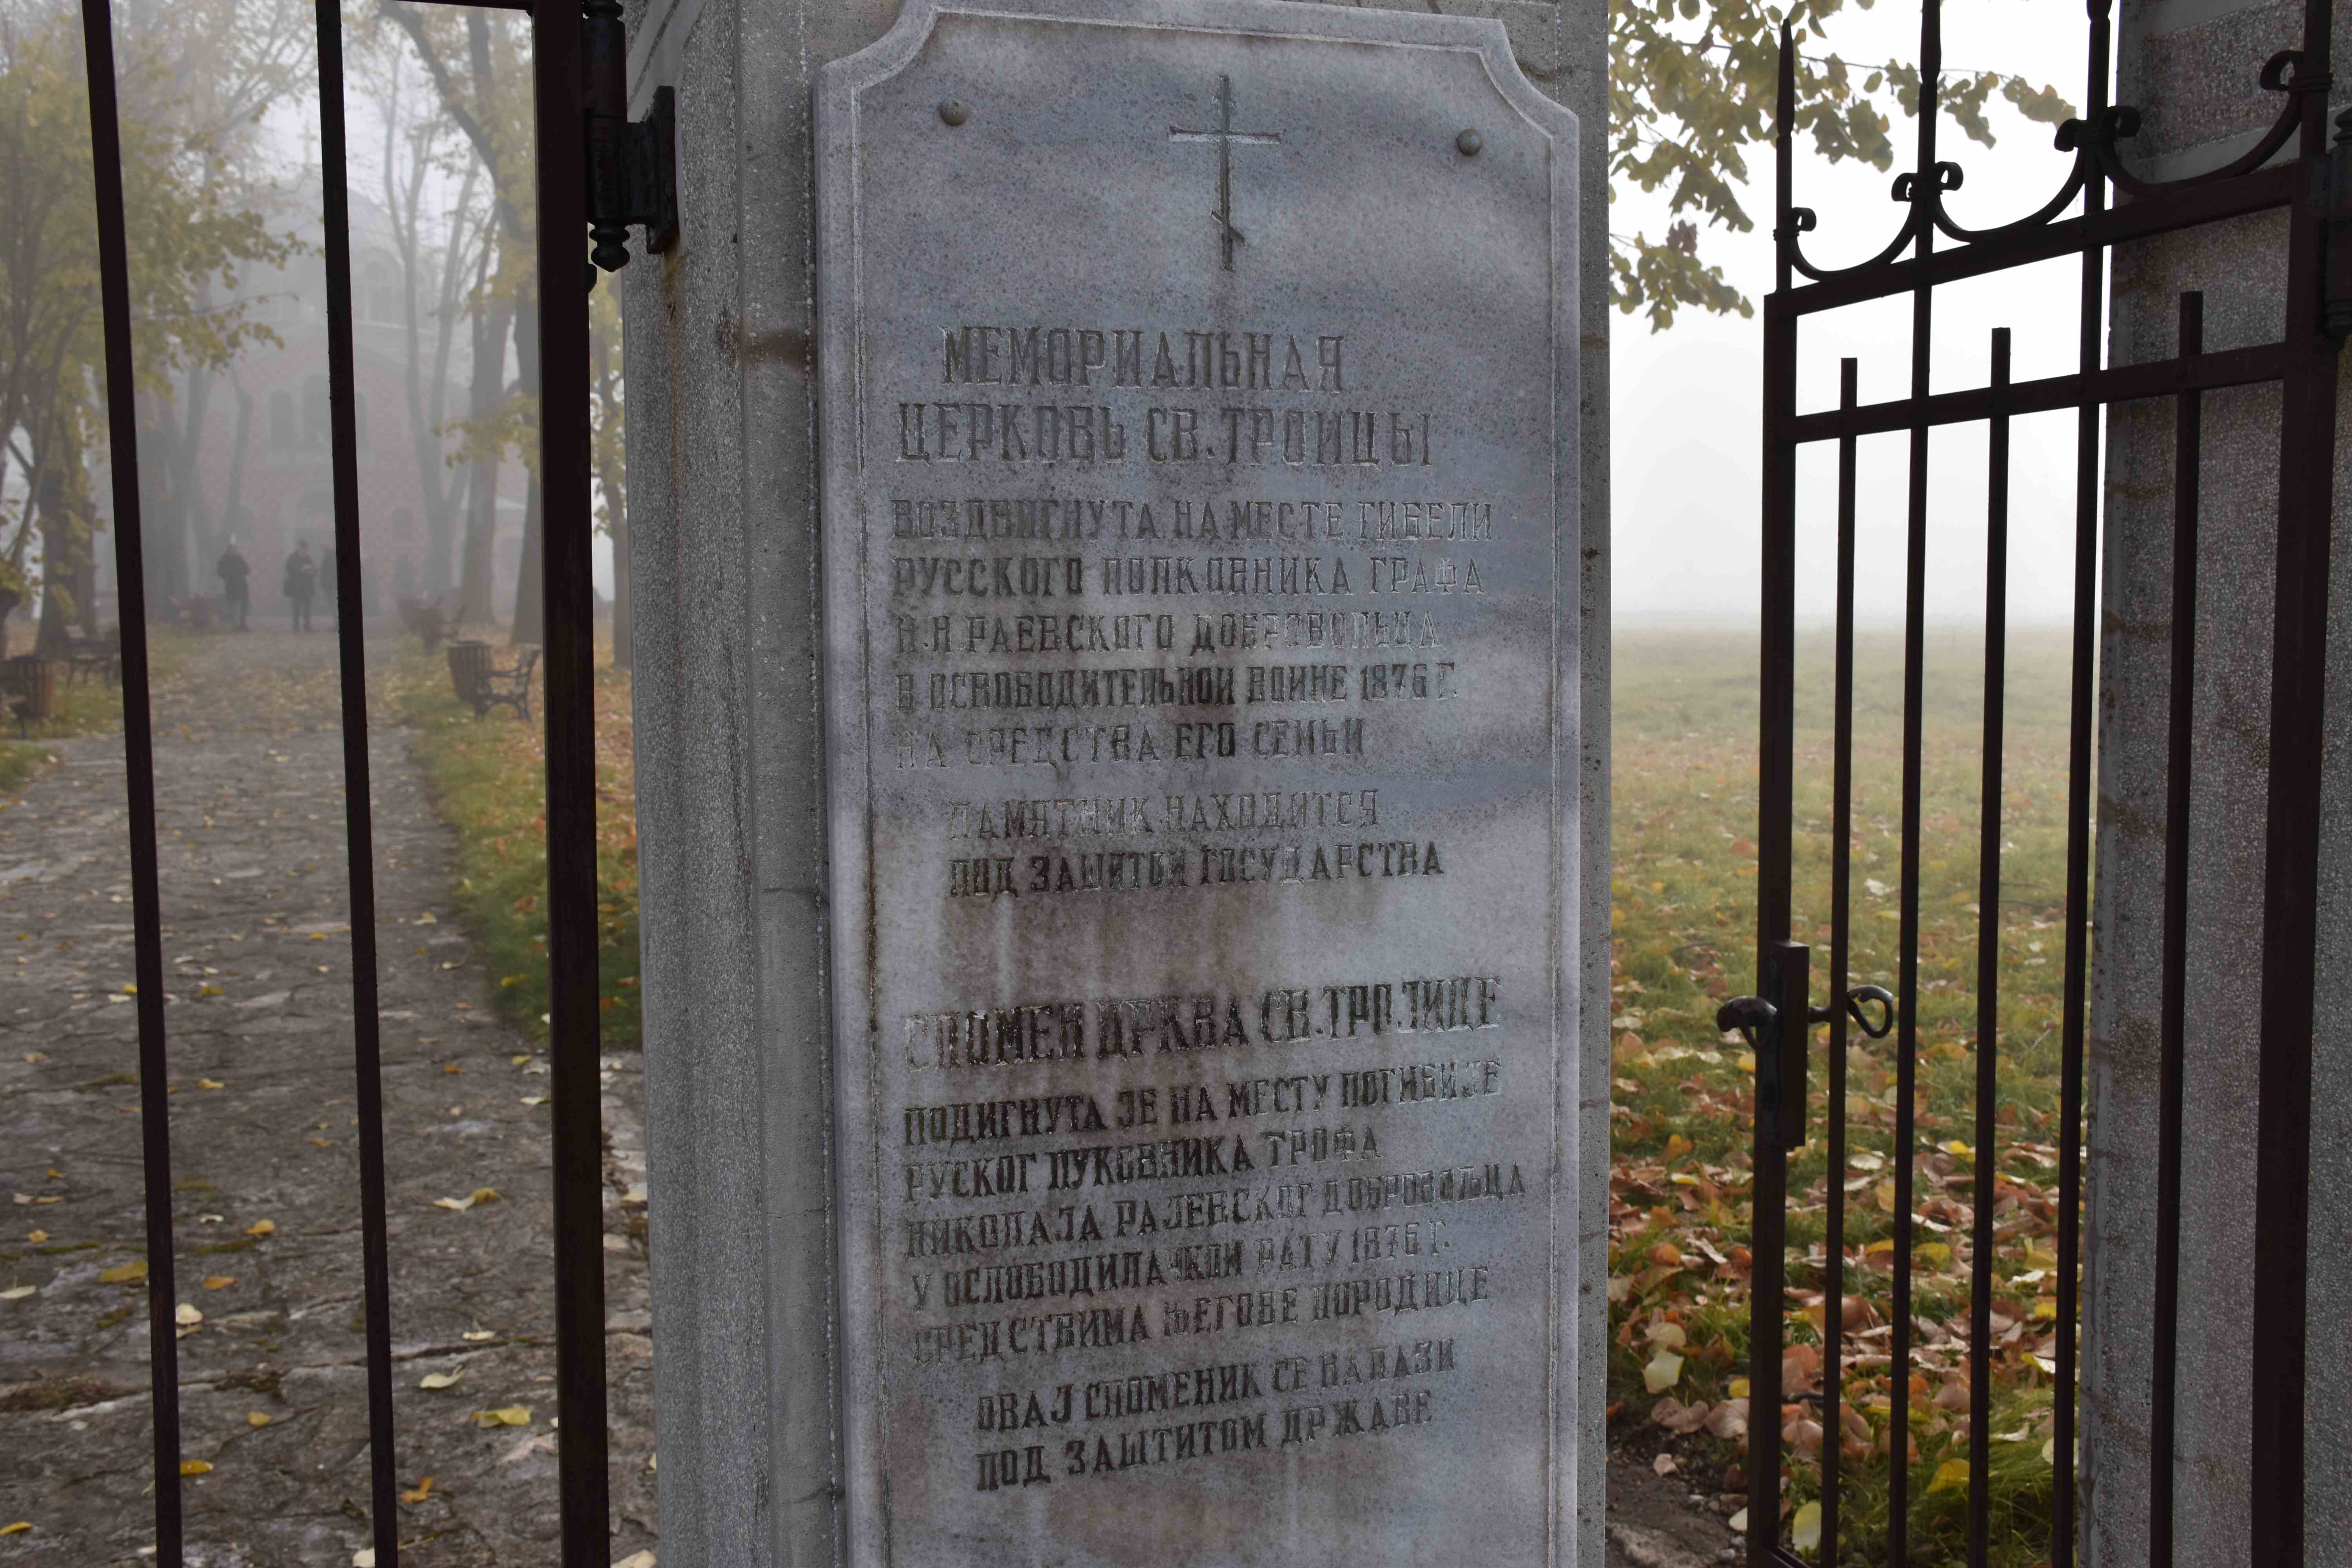 МЕМОРИАЛЬНАЯ
ЦЕРКОВЬ СВ. ТРОИЦЫ
ВОЗДВИГНУТА НА МЕСТЕ ГИБЕЛИ
РУССКОГО ПОЛКОВНИКА ГРАФА
Н.Н. РАЕВСКОГО ДОБРОВОЛЬЦА
В ОСВОБОДИТЕЛЬНОЙ ВОЙНЕ 1876 Г.
НА СРЕДСТВА ЕГО СЕМЬИ
ПАМЯТНИК НАХОДИТСЯ
ПОД ЗАЩИТОЙ ГОСУДАРСТВА
СПОМЕН ЦРКВА СВ. ТРОЈИЦЕ
ПОДИГНУТА ЈЕ НА МЕСТУ ПОГИБИЈЕ
РУСКОГ ПУКОВНИКА ГРОФА
НИКОЛАЈА РАЈЕВСКОГ ДОБРОВОЉЦА
У ОСЛОБОДИЛАЧКОМ РАТУ 1876 Г.
СРЕДСТВИМА ЊЕГОВЕ ПОРОДИЦЕ
ОВАЈ СПОМЕНИК СЕ НАЛАЗИ
ПОД ЗАШТИТОМ ДРЖАВЕ